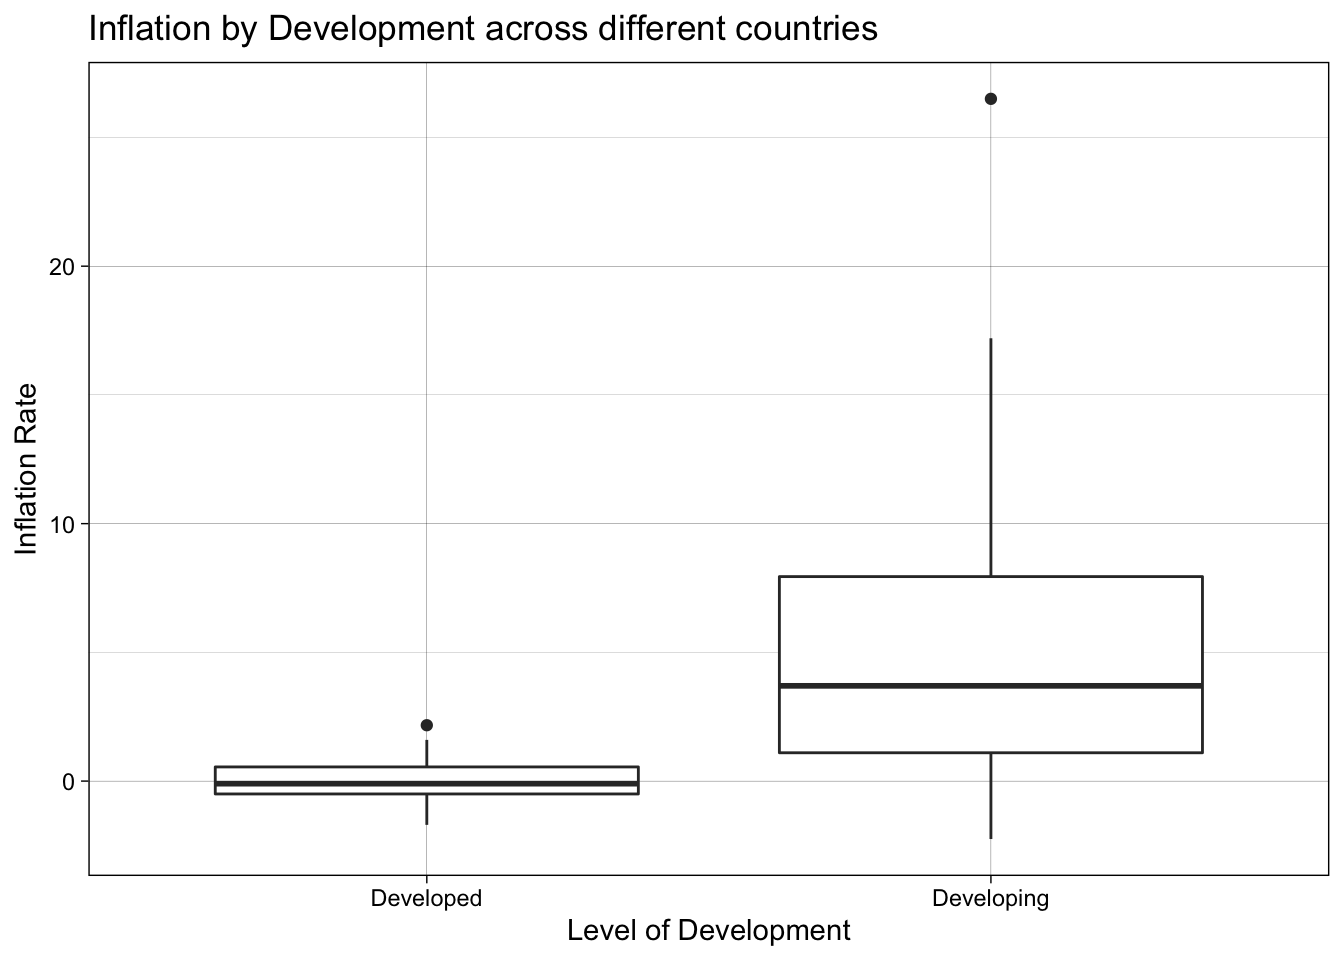 Inflation by Development across different countries
20
10
0
Inflation Rate
Developed
Developing
Level of Development